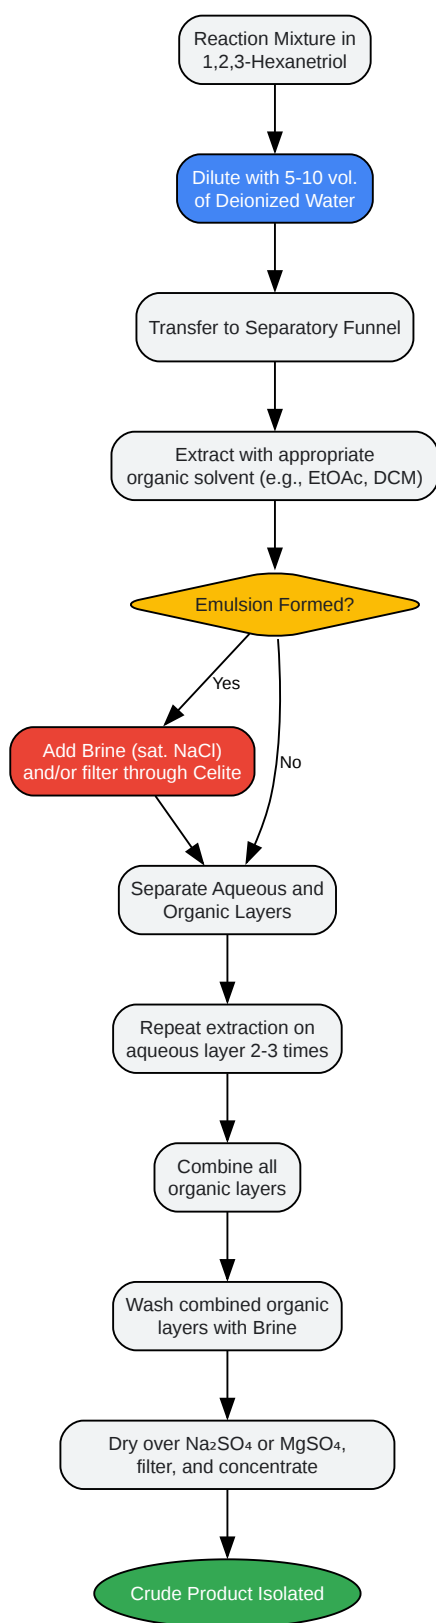 Reaction Mixture in
1,2,3-Hexanetriol
Dilute with 5-10 vol.
of Deionized Water
Transfer to Separatory Funnel
Extract with appropriate
organic solvent (e.g., EtOAc, DCM)
Emulsion Formed?
Yes
Add Brine (sat. NaCl)
and/or filter through Celite
No
Separate Aqueous and
Organic Layers
Repeat extraction on
aqueous layer 2-3 times
Combine all
organic layers
Wash combined organic
layers with Brine
Dry over Na₂SO₄ or MgSO₄,
filter, and concentrate
Crude Product Isolated